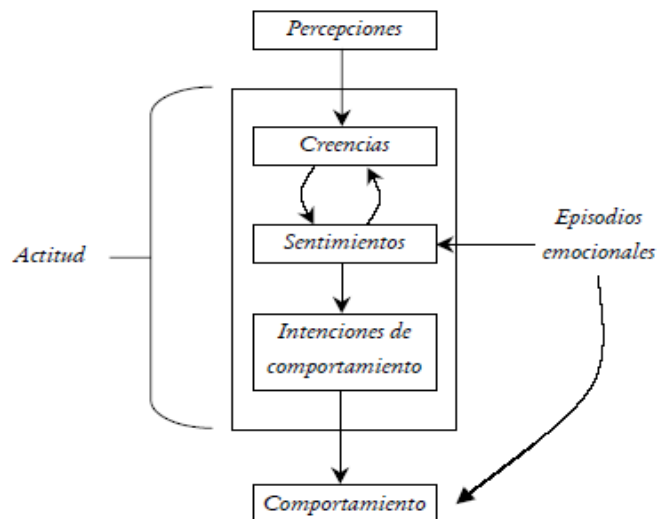 Percepciones
Creencias
Sentimientos
Episodios
emocionales
Actitud
Intenciones de
comportamiento
Comportamiento